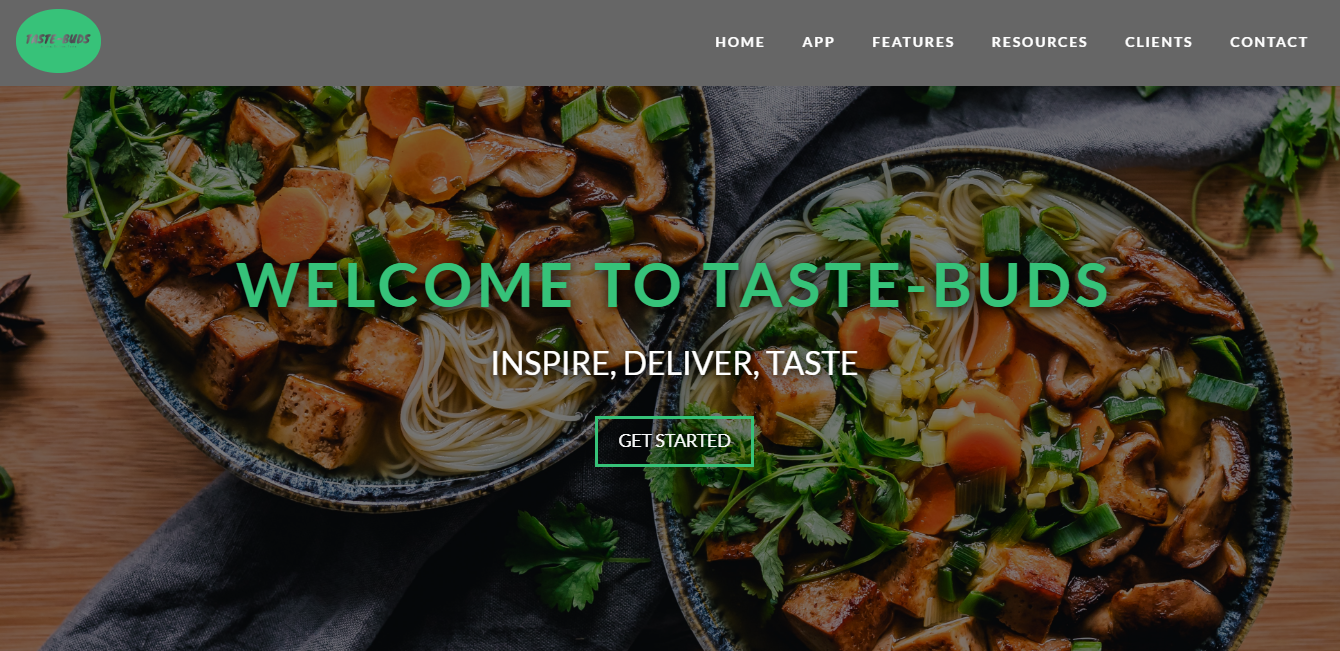 TASTE-BUDS
HOME APP FEATURES RESOURCES CLIENTS CONTACT
WELCOME TO TASTE-BUDS
INSPIRE, DELIVER, TASTE
GET STARTED